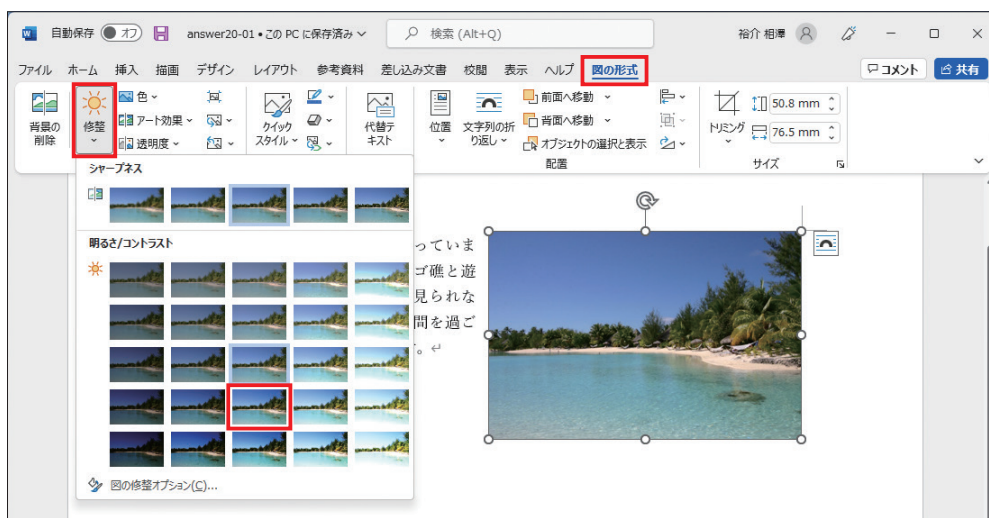 自動保存 オフ answer20-01 • この PC に保存済み 検索 (Alt+Q) 裕介 相澤
ファイル ホーム 挿入 描画 デザイン レイアウト 参考資料 差し込み文書 校閲 表示 ヘルプ 図の形式 コメント 共有
背景の削除
修整
色
アート効果
透明度
クイックスタイル
代替テキスト
位置
文字列の折り返し
前面へ移動
背面へ移動
オブジェクトの選択と表示
配置
トリミング
50.8 mm
76.5 mm
サイズ
シャープネス
明るさ/コントラスト
図の修整オプション(C)...
っていま
ゴ礁と遊
見られな
間を過ご
。↵